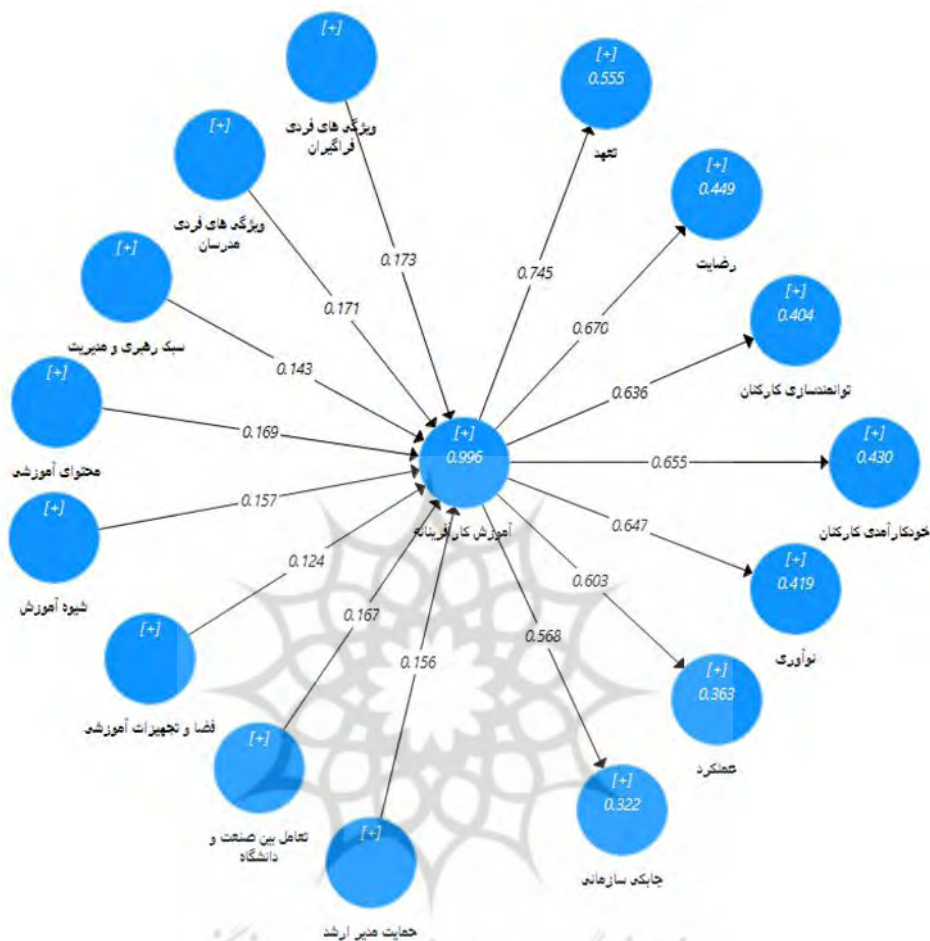 [+]
ویژگی های فردی
فراگیران
[+]
0.555
تعهد
[+]
ویژگی های فردی
مدرسان
[+]
0.449
رضایت
[+]
سبک رهبری و مدیریت
[+]
0.404
توانمندسازی کارکنان
[+]
محتوای آموزشی
[+]
0.996
آموزش کارآفرینانه
[+]
0.430
خودکارآمدی کارکنان
[+]
شیوه آموزش
[+]
0.419
نوآوری
[+]
فضا و تجهیزات آموزشی
[+]
0.363
عملکرد
[+]
تعامل بین صنعت و
دانشگاه
[+]
0.322
چابکی سازمانی
[+]
حمایت مدیر ارشد
0.173
0.171
0.143
0.169
0.157
0.124
0.167
0.156
0.745
0.670
0.636
0.655
0.647
0.603
0.568